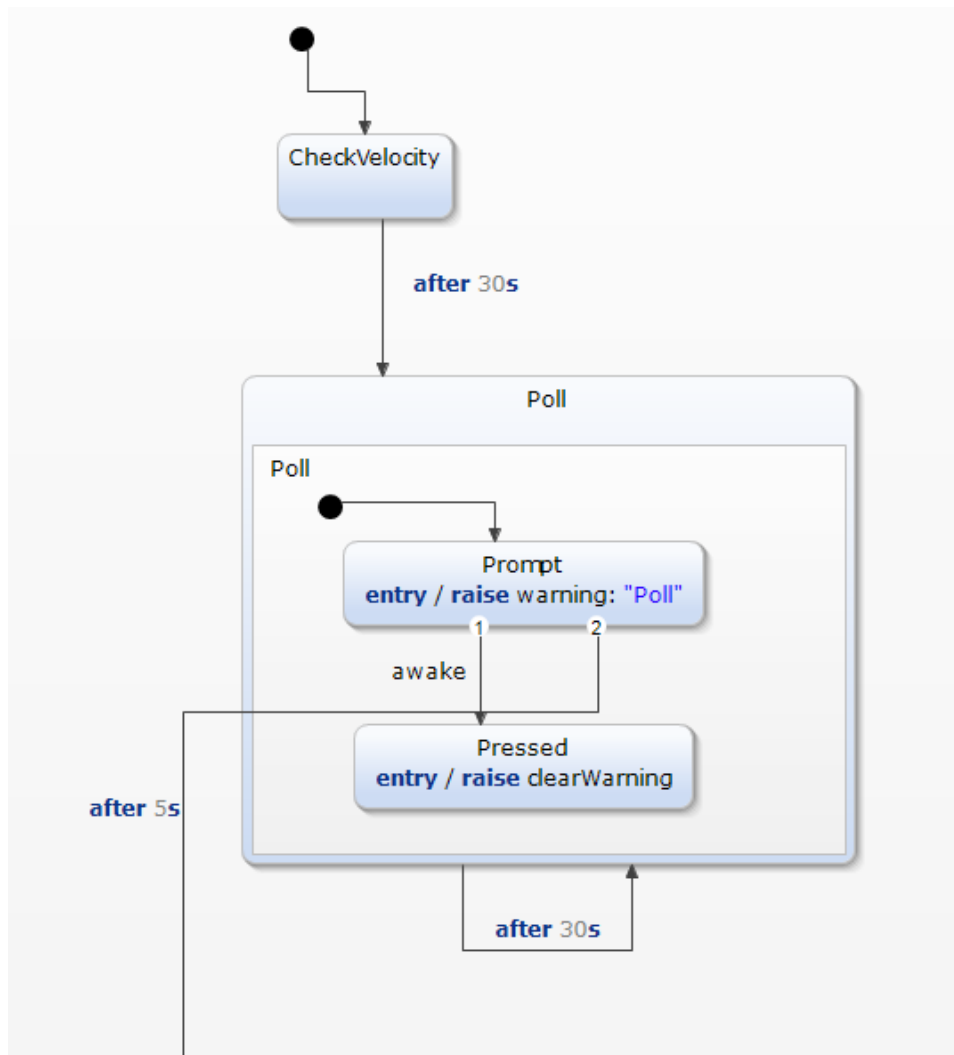 CheckVelocity
after 30s
Poll
Poll
Prompt
entry / raise warning: "Poll"
1
2
awake
Pressed
entry / raise clearWarning
after 5s
after 30s